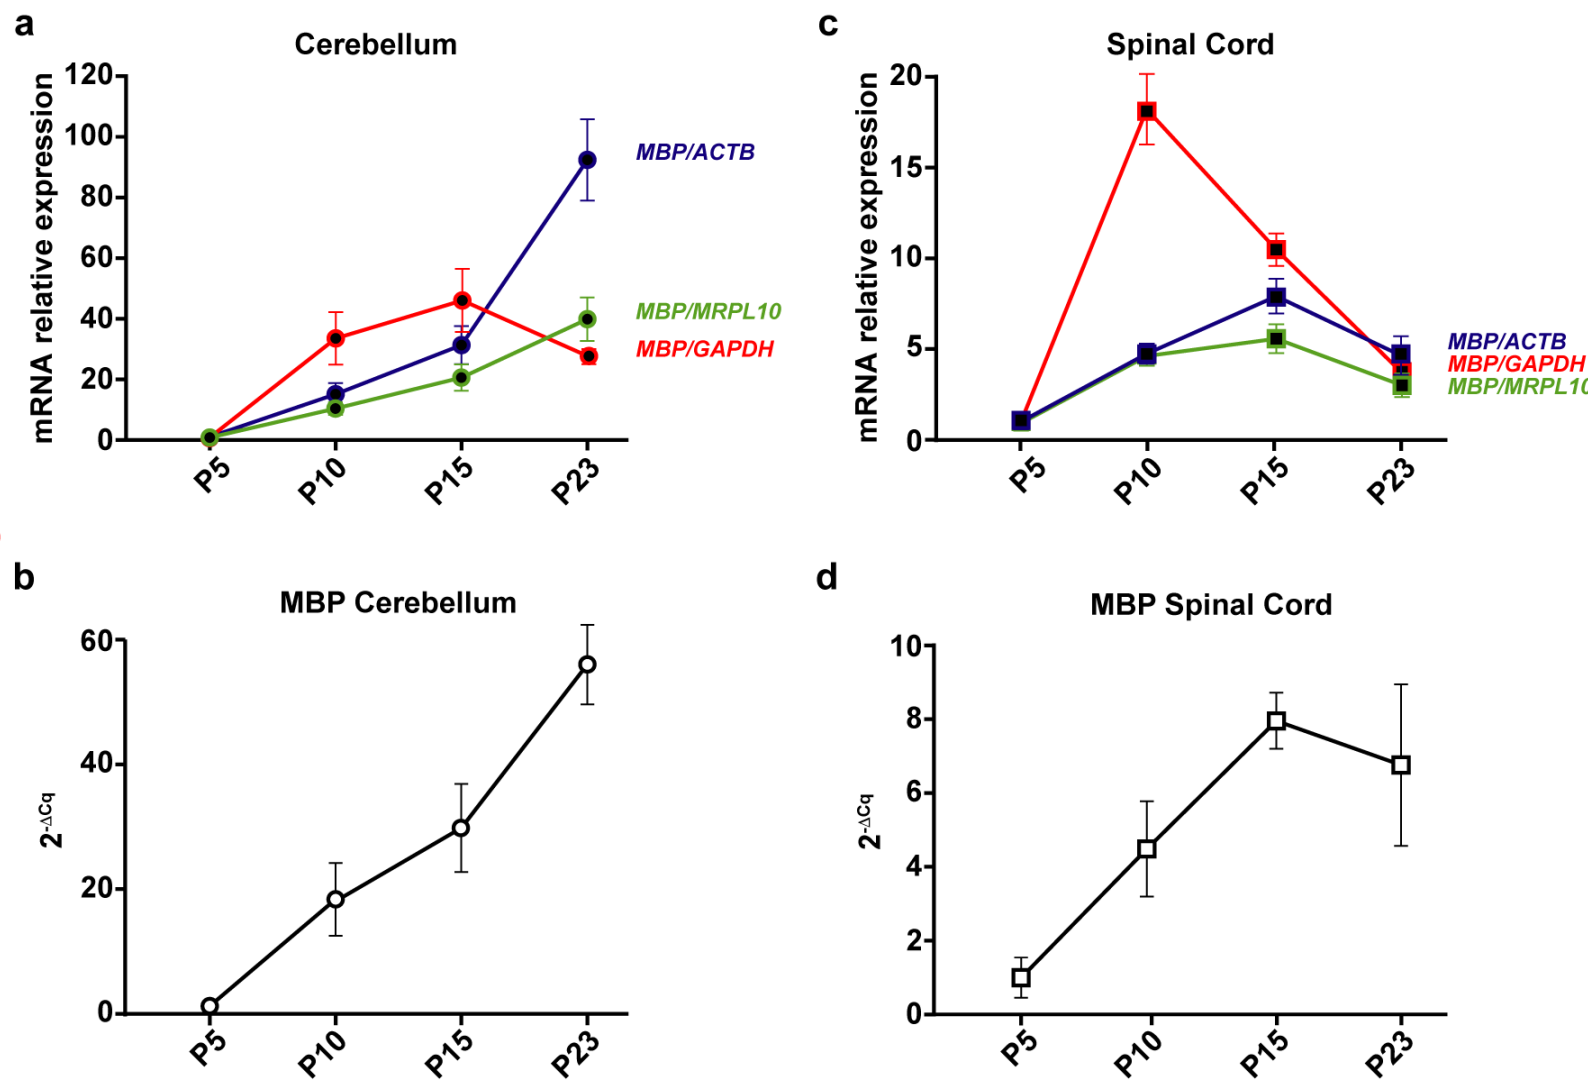 a
Cerebellum
mRNA relative expression
120
100
80
60
40
20
0
P5
P10
P15
P23
MBP/ACTB
MBP/MRPL10
MBP/GAPDH
c
Spinal Cord
mRNA relative expression
20
15
10
5
0
P5
P10
P15
P23
MBP/ACTB
MBP/GAPDH
MBP/MRPL10
b
MBP Cerebellum
2-ΔCq
60
40
20
0
P5
P10
P15
P23
d
MBP Spinal Cord
2-ΔCq
10
8
6
4
2
0
P5
P10
P15
P23